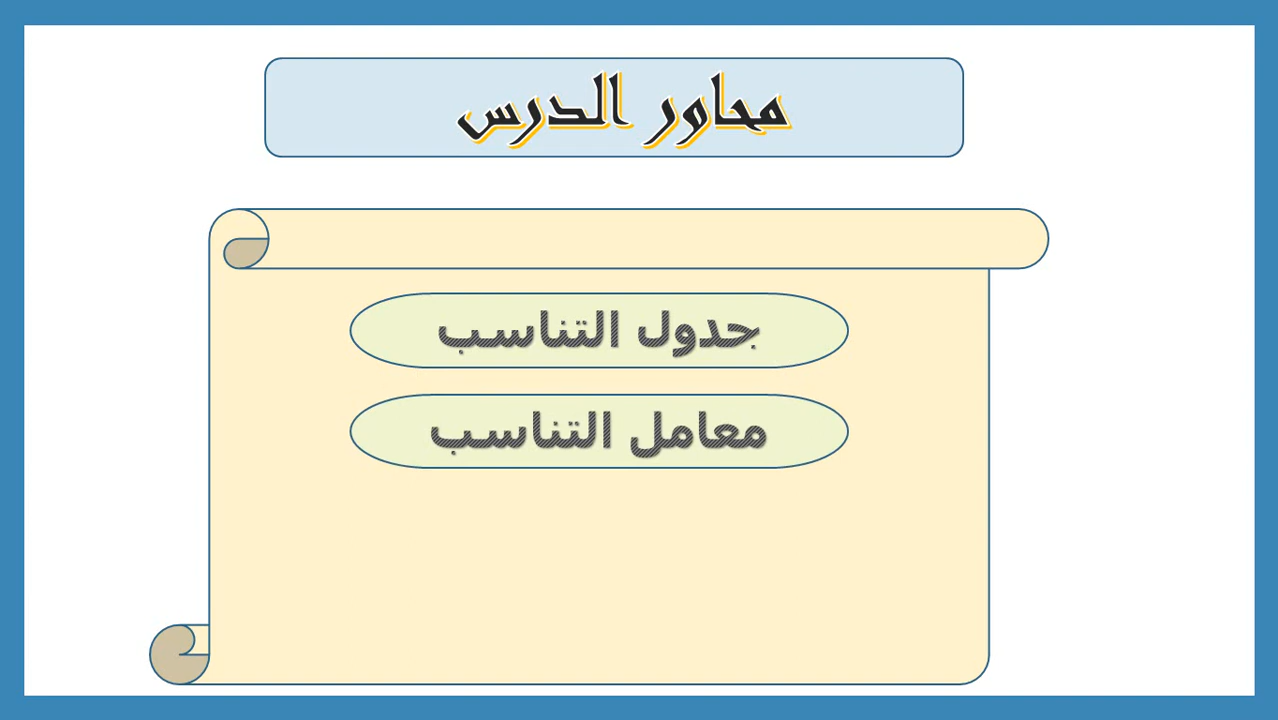 محاور الدرس
جدول التناسب
معامل التناسب